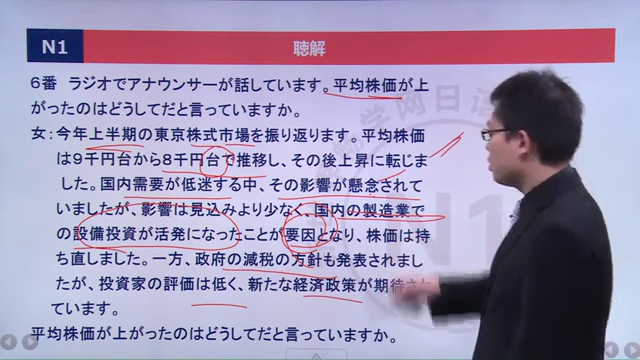 N1
聴解
6番 ラジオでアナウンサーが話しています。平均株価が上
がったのはどうしてだと言っていますか。
女：今年上半期の東京株式市場を振り返ります。平均株価
は9千円台から8千円台で推移し、その後上昇に転じま
した。国内需要が低迷する中、その影響が懸念されて
いましたが、影響は見込みより少なく、国内の製造業で
の設備投資が活発になったことが要因となり、株価は持
ち直しました。一方、政府の減税の方針も発表されまし
たが、投資家の評価は低く、新たな経済政策が期待され
ています。
平均株価が上がったのはどうしてだと言っていますか。